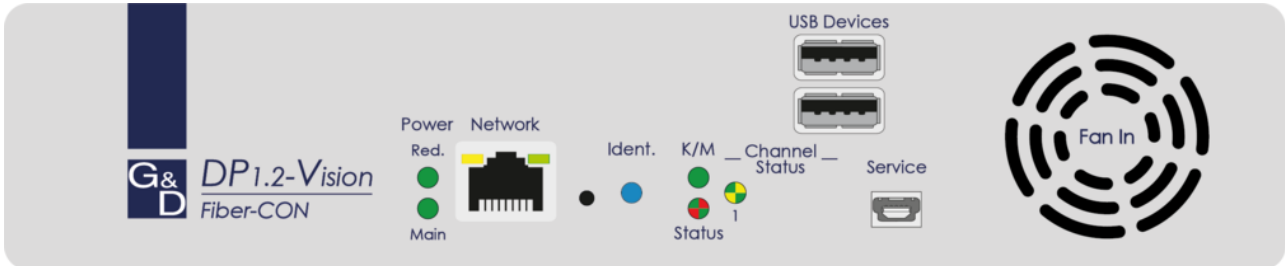 USB Devices
Power Network
Red.
Ident.
K/M
Channel
Status
Service
Fan In
G&D
DP1.2-Vision
Fiber-CON
Main
Status
1